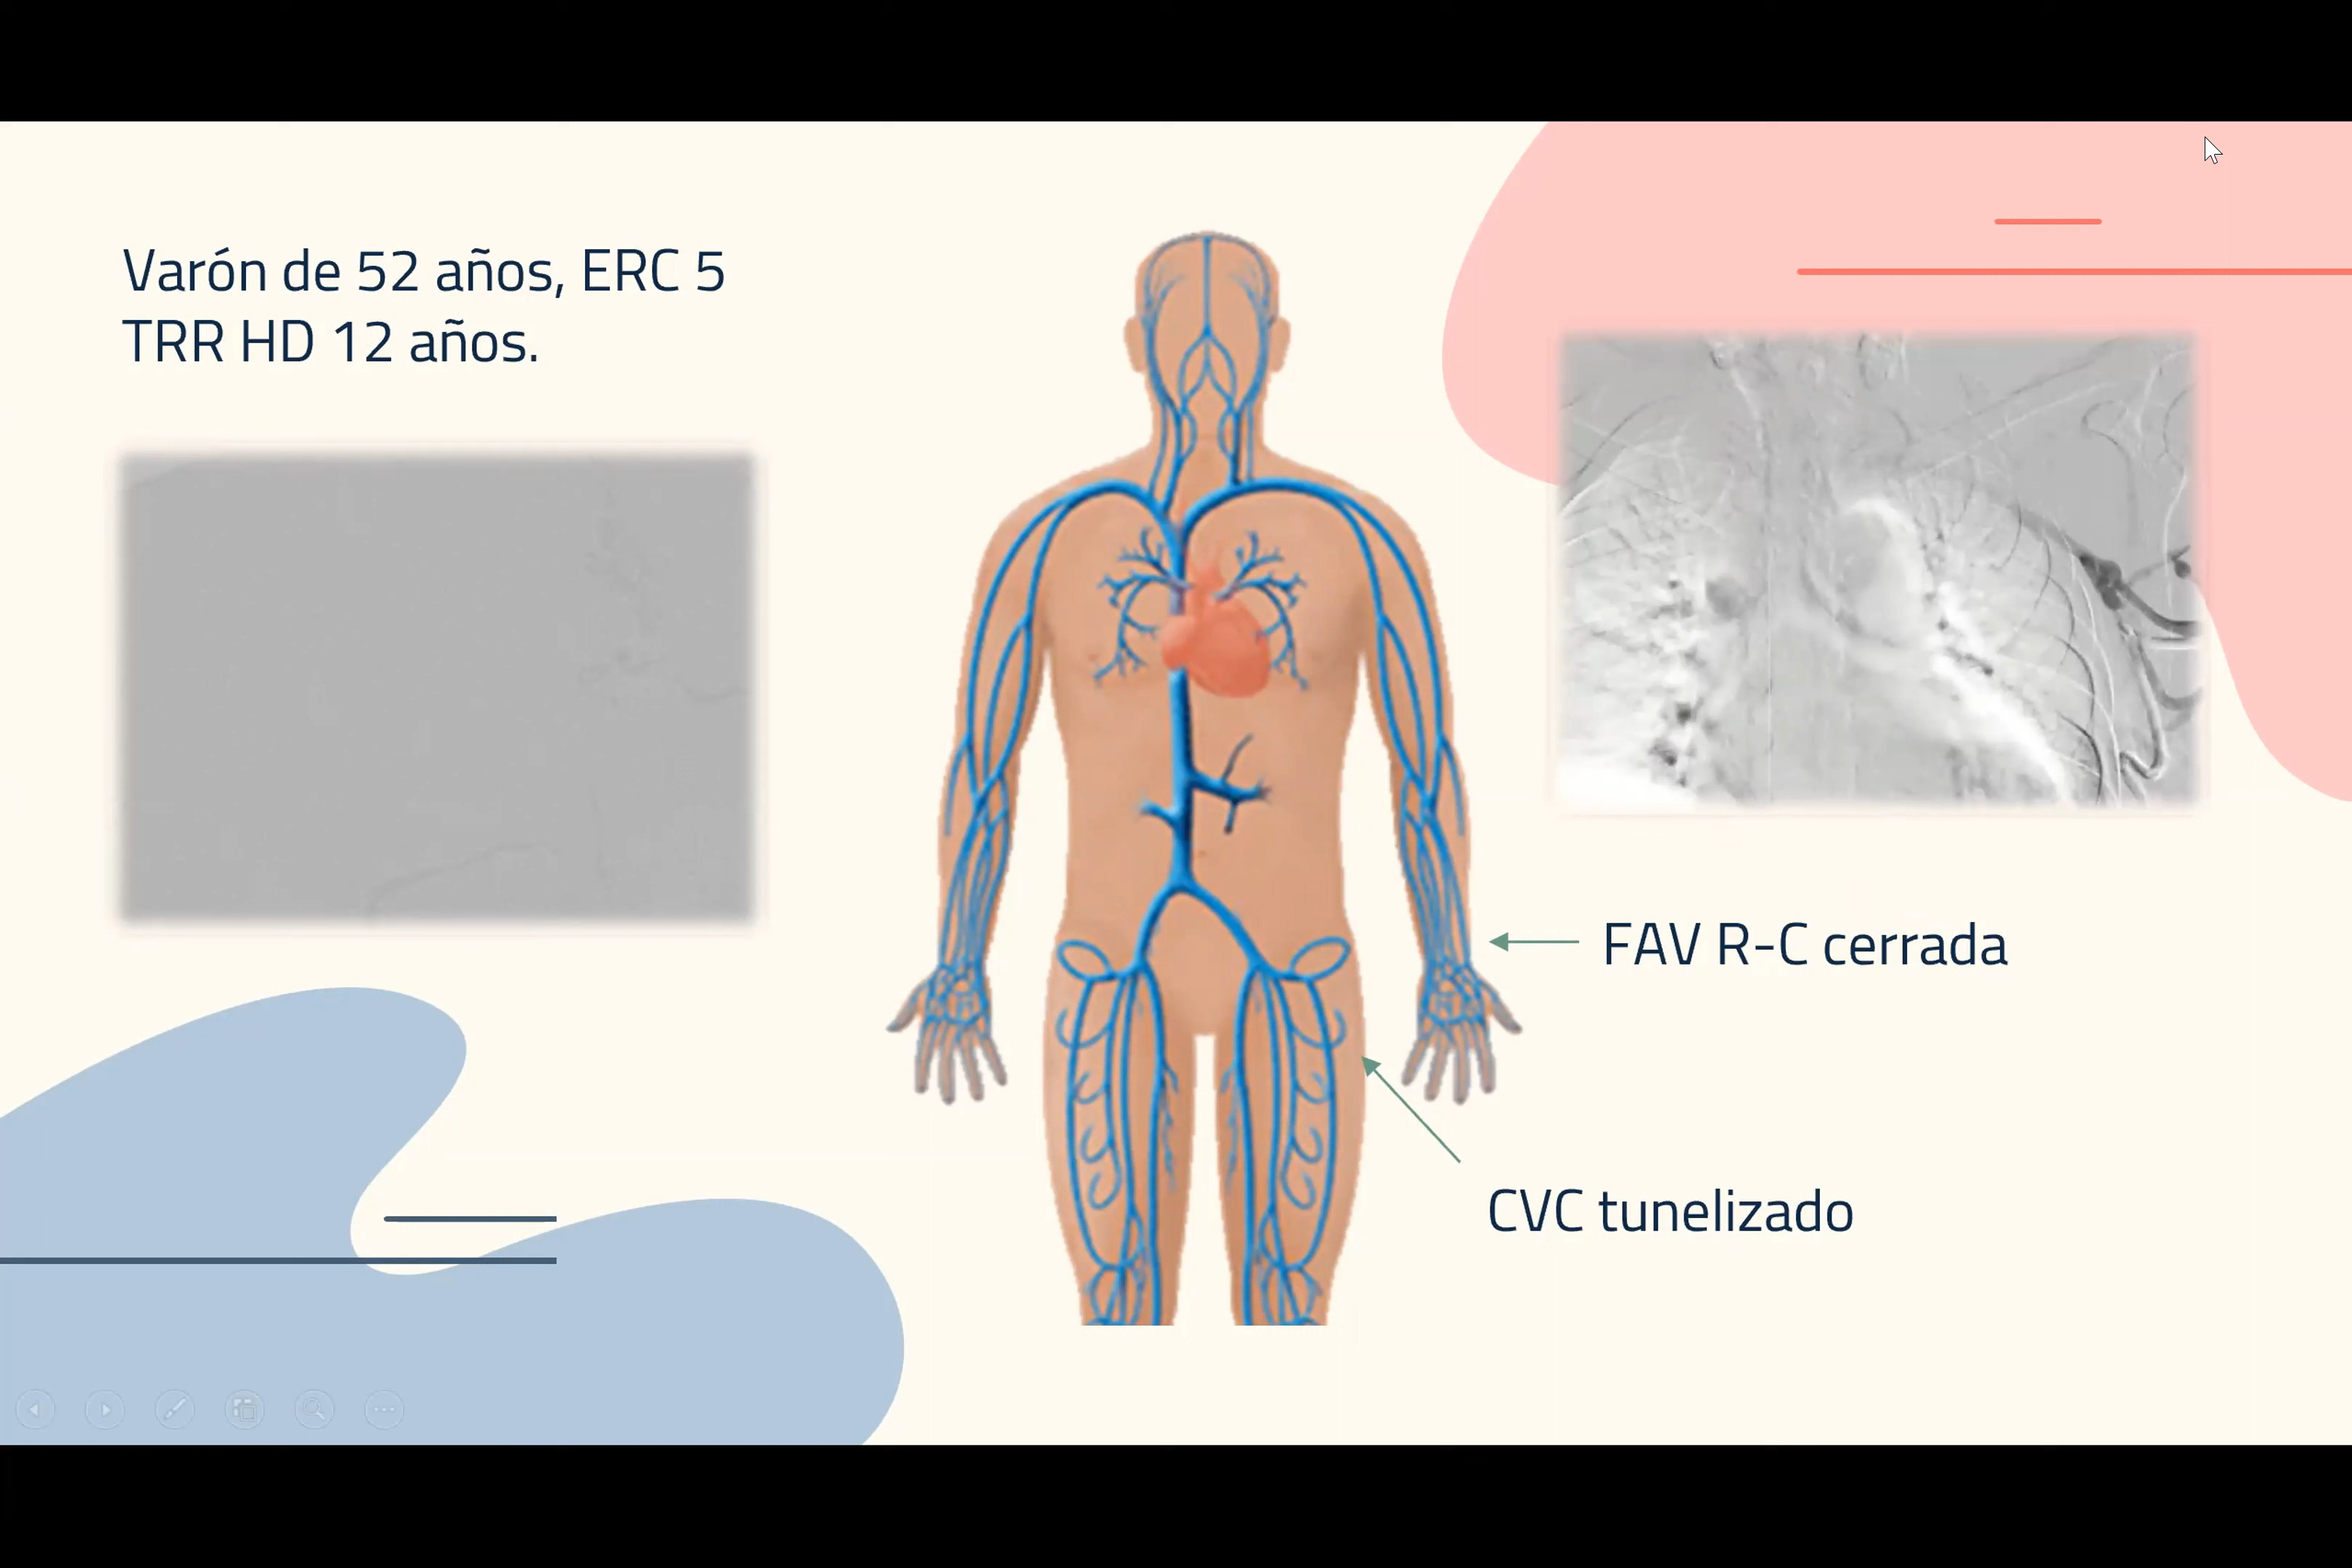 Varón de 52 años, ERC 5
TRR HD 12 años.
FAV R-C cerrada
CVC tunelizado